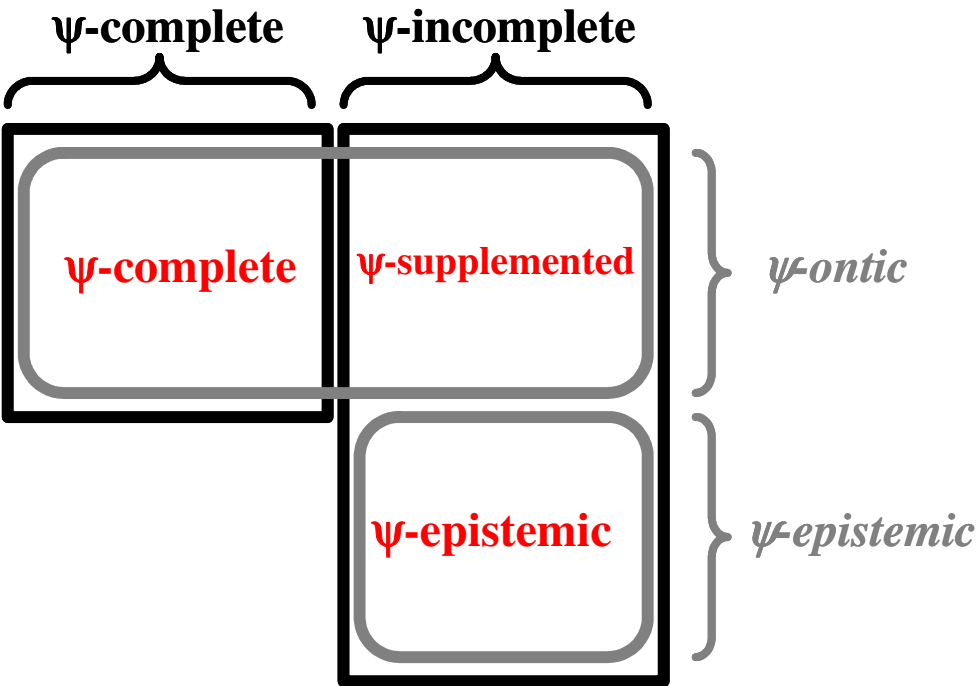 ψ-complete
ψ-incomplete
ψ-complete
ψ-supplemented
ψ-ontic
ψ-epistemic
ψ-epistemic